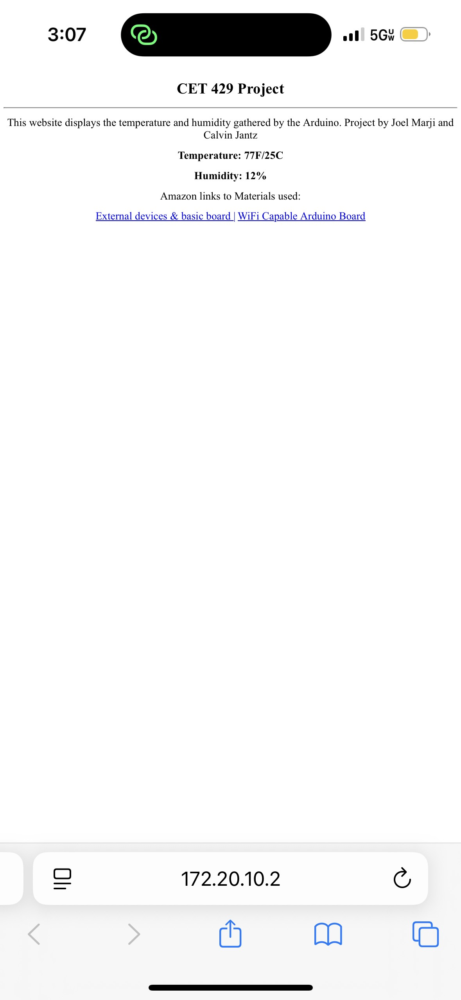 3:07
5G UW
CET 429 Project
This website displays the temperature and humidity gathered by the Arduino. Project by Joel Marji and
Calvin Jantz
Temperature: 77F/25C
Humidity: 12%
Amazon links to Materials used:
External devices & basic board | WiFi Capable Arduino Board
172.20.10.2